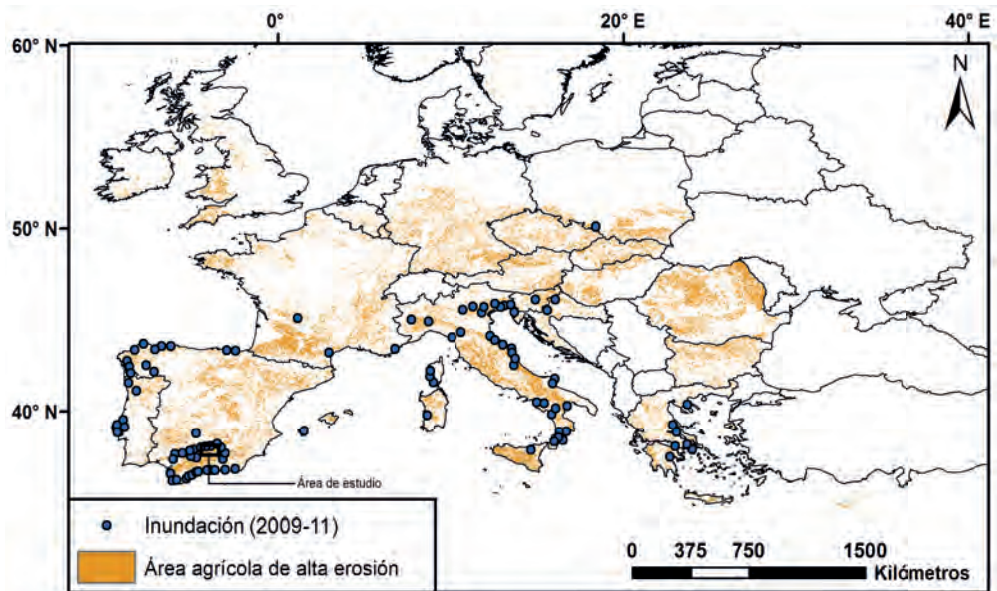 0° 20° E 40° E
60° N
N
50° N
40° N
Área de estudio
Inundación (2009-11)
Área agrícola de alta erosión
0 375 750 1500
Kilómetros